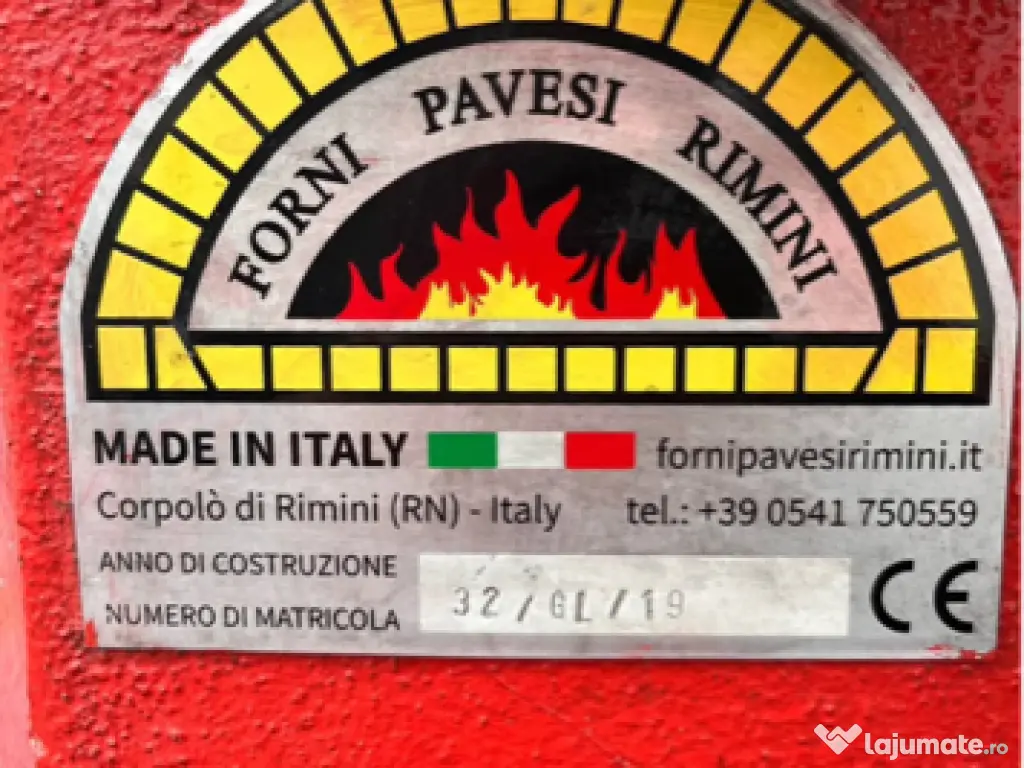 FORNI PAVESI RIMINI
MADE IN ITALY fornipavesirimini.it
Corpolò di Rimini (RN) - Italy tel.: +39 0541 750559
ANNO DI COSTRUZIONE
NUMERO DI MATRICOLA 32/GL/19
CE
lajumate.ro